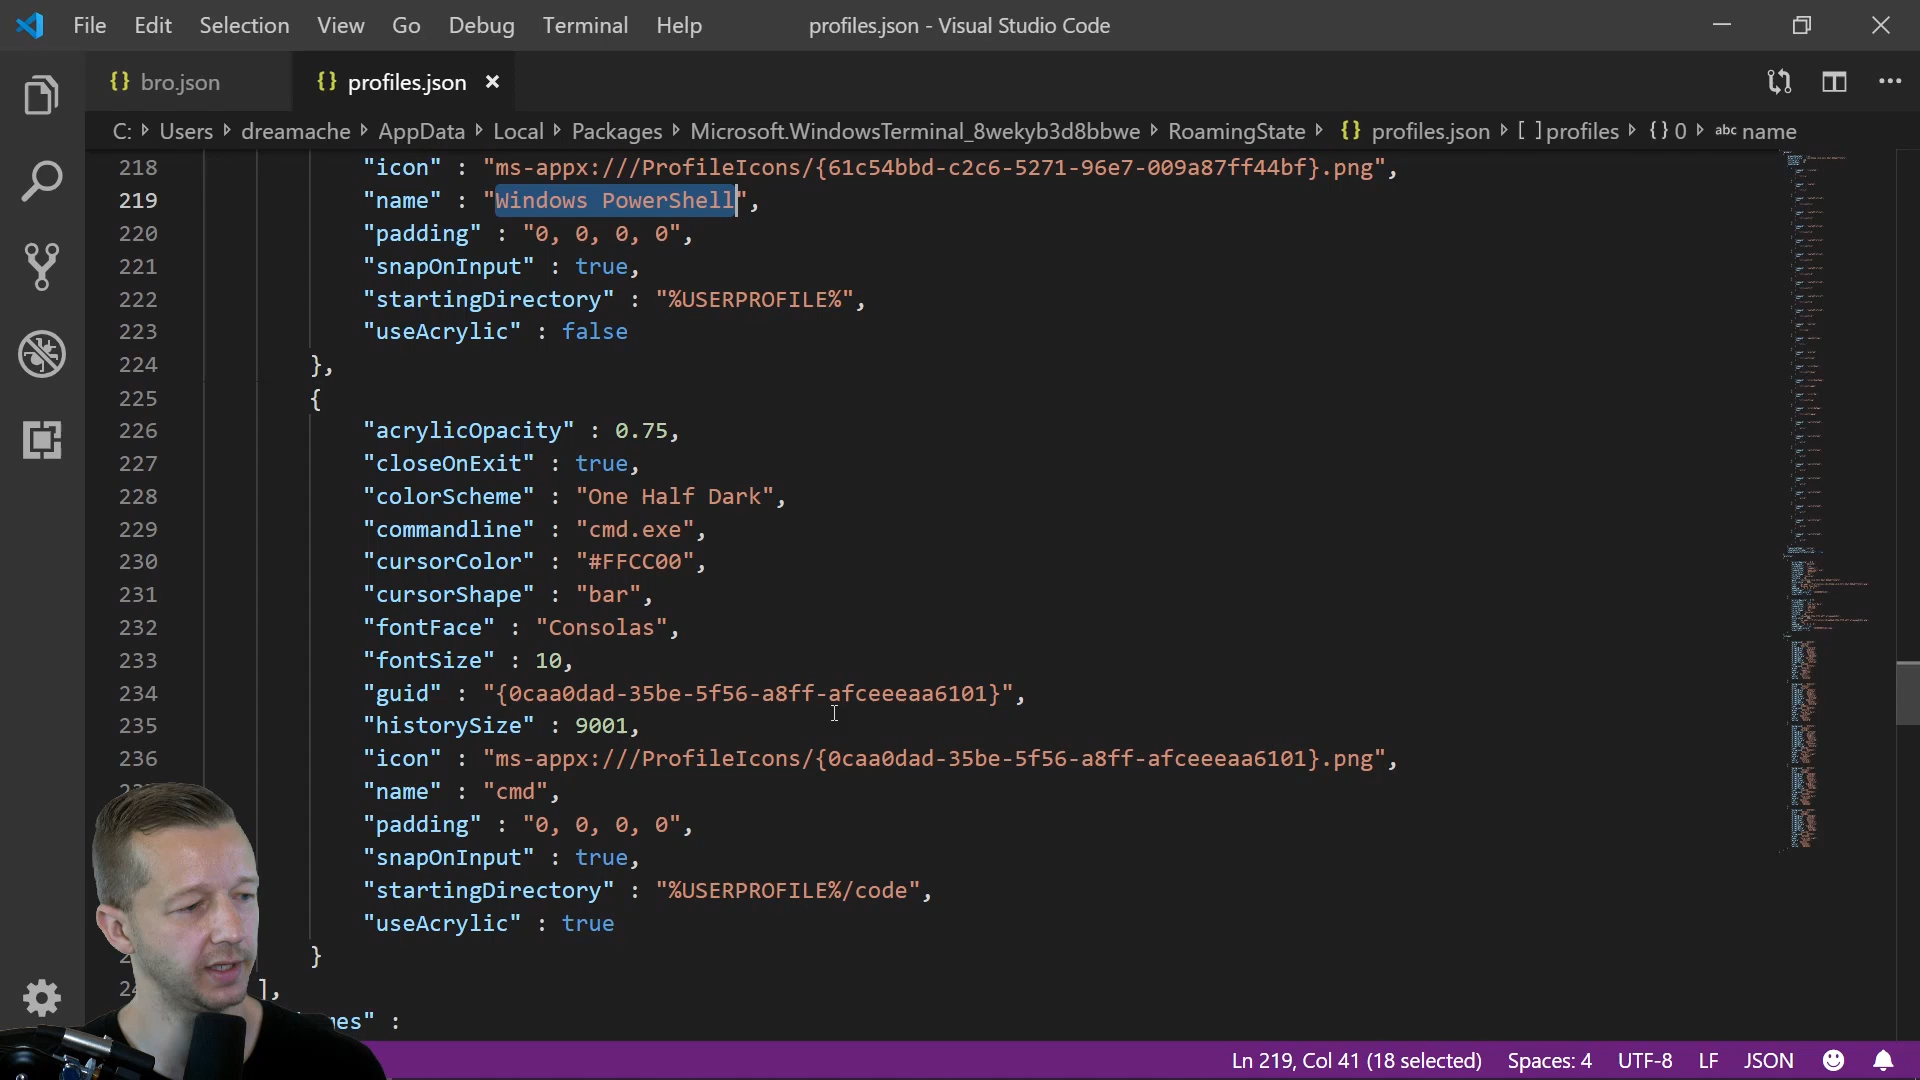 File Edit Selection View Go Debug Terminal Help profiles.json - Visual Studio Code
{} bro.json {} profiles.json
C: Users dreamache AppData Local Packages Microsoft.WindowsTerminal_8wekyb3d8bbwe RoamingState {} profiles.json [ ] profiles {} 0 abc name
218 "icon" : "ms-appx:///ProfileIcons/{61c54bbd-c2c6-5271-96e7-009a87ff44bf}.png",
219 "name" : "Windows PowerShell",
220 "padding" : "0, 0, 0, 0",
221 "snapOnInput" : true,
222 "startingDirectory" : "%USERPROFILE%",
223 "useAcrylic" : false
224 },
225 {
226 "acrylicOpacity" : 0.75,
227 "closeOnExit" : true,
228 "colorScheme" : "One Half Dark",
229 "commandline" : "cmd.exe",
230 "cursorColor" : "#FFCC00",
231 "cursorShape" : "bar",
232 "fontFace" : "Consolas",
233 "fontSize" : 10,
234 "guid" : "{0caa0dad-35be-5f56-a8ff-afceeeaa6101}",
235 "historySize" : 9001,
236 "icon" : "ms-appx:///ProfileIcons/{0caa0dad-35be-5f56-a8ff-afceeeaa6101}.png",
"name" : "cmd",
"padding" : "0, 0, 0, 0",
"snapOnInput" : true,
"startingDirectory" : "%USERPROFILE%/code",
"useAcrylic" : true
}
],
mes" :
Ln 219, Col 41 (18 selected) Spaces: 4 UTF-8 LF JSON